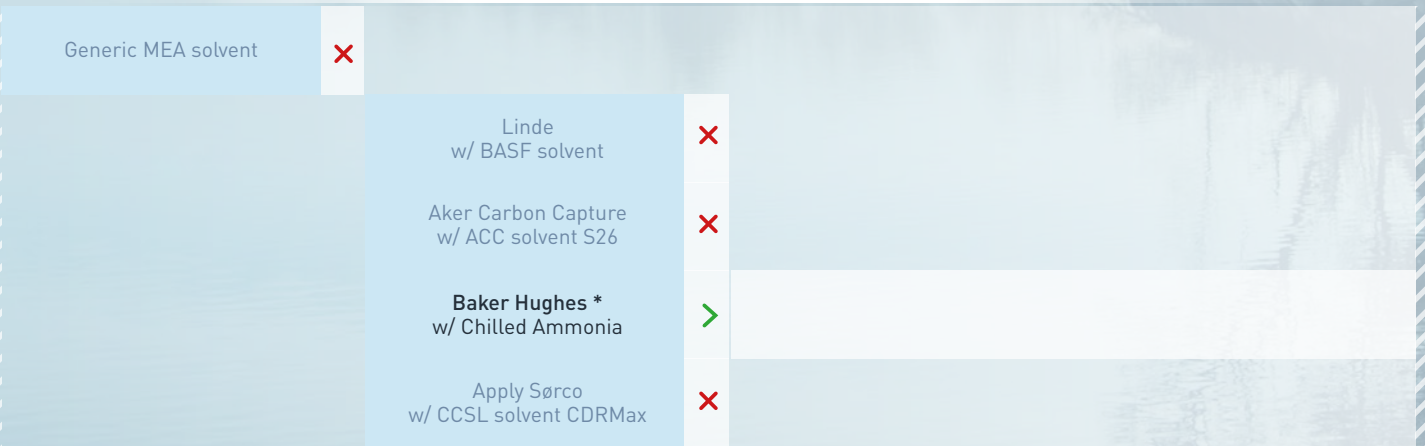 Generic MEA solvent
Linde
w/ BASF solvent
Aker Carbon Capture
w/ ACC solvent S26
Baker Hughes *
w/ Chilled Ammonia
Apply Sørco
w/ CCSL solvent CDRMax